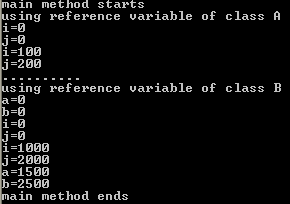 main method starts
using reference variable of class A
i=0
j=0
i=100
j=200
..........
using reference variable of class B
a=0
b=0
i=0
j=0
i=1000
j=2000
a=1500
b=2500
main method ends